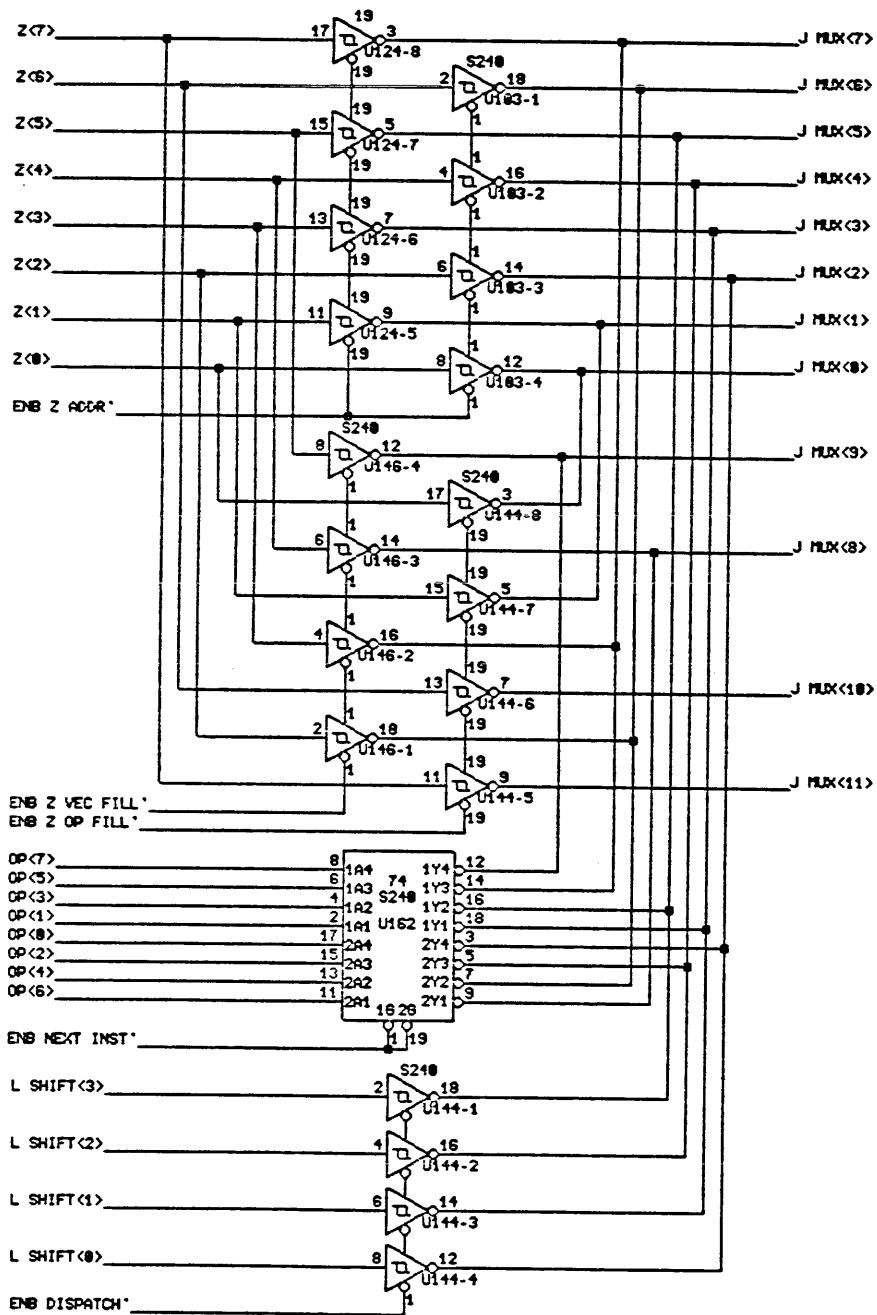 19
Z<7> 17 3 J MUX<7>
U124-8
19 S240
Z<6> 2 18 J MUX<6>
19 U183-1
Z<5> 15 5 1 J MUX<5>
U124-7
19 1
Z<4> 4 16 J MUX<4>
19 U183-2
Z<3> 13 7 1 J MUX<3>
U124-6
19 1
Z<2> 6 14 J MUX<2>
19 U183-3
Z<1> 11 9 1 J MUX<1>
U124-5
19 1
Z<0> 8 12 J MUX<0>
U183-4
ENB Z ADDR' 1
S240
8 12 J MUX<9>
U146-4 S240
1 17 3
1 U144-8
6 14 19 J MUX<8>
U146-3 19
1 15 5
1 U144-7
4 16 19
U146-2 19
1 13 7 J MUX<10>
1 U144-6
2 18 19
U146-1 19
1 11 9 J MUX<11>
ENB Z VEC FILL' U144-5
ENB Z OP FILL' 19
OP<7> 8 1A4 74 1Y4 12
OP<5> 6 1A3 S240 1Y3 14
OP<3> 4 1A2 1Y2 16
OP<1> 2 1A1 U162 1Y1 18
OP<0> 17 2A4 2Y4 3
OP<2> 15 2A3 2Y3 5
OP<4> 13 2A2 2Y2 7
OP<6> 11 2A1 2Y1 9
1G 2G
ENB NEXT INST' 1 19
S240
L SHIFT<3> 2 18
U144-1
L SHIFT<2> 4 16
U144-2
L SHIFT<1> 6 14
U144-3
L SHIFT<0> 8 12
U144-4
ENB DISPATCH' 1